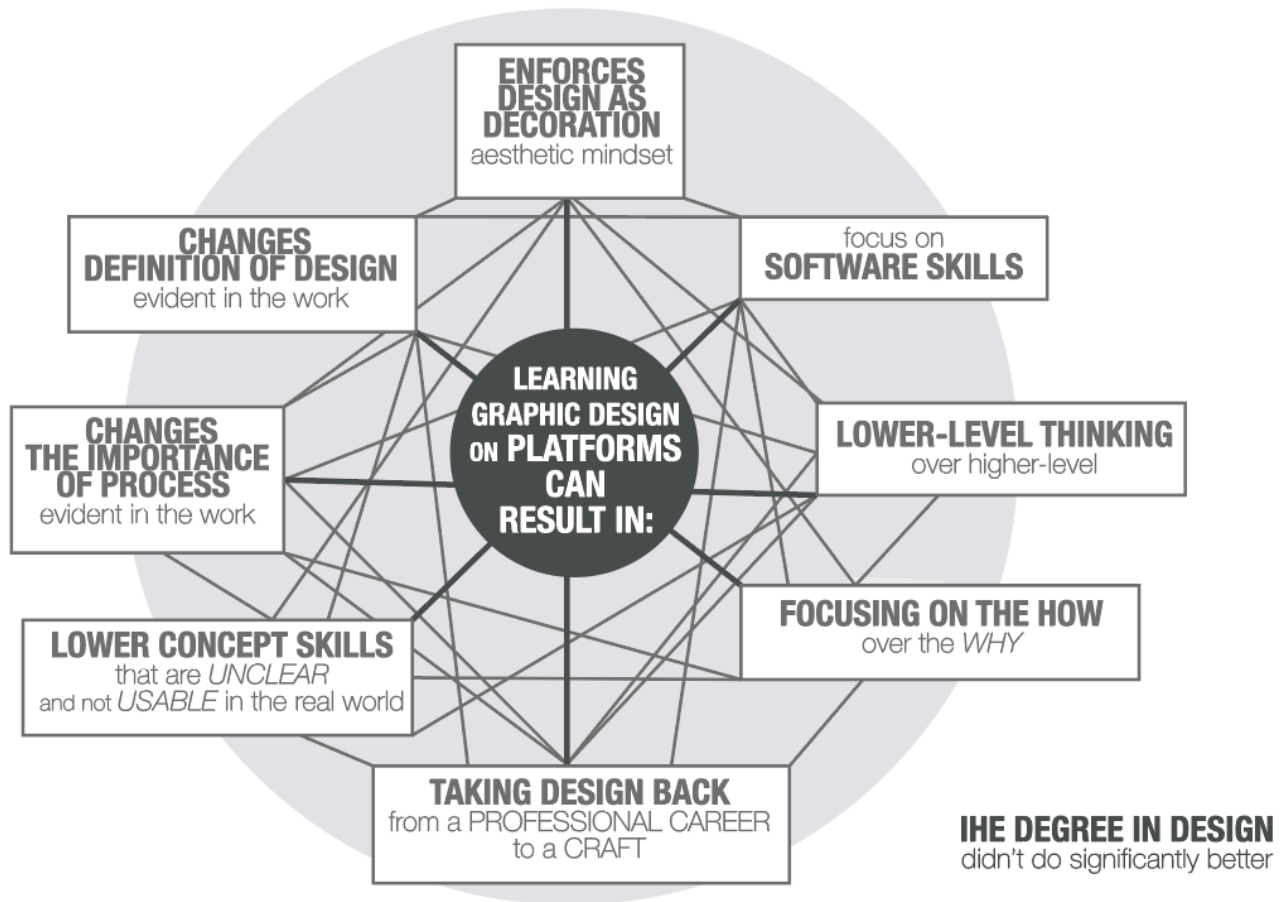 ENFORCES
DESIGN AS
DECORATION
aesthetic mindset
CHANGES
DEFINITION OF DESIGN
evident in the work
focus on
SOFTWARE SKILLS
LEARNING
GRAPHIC DESIGN
ON PLATFORMS
CAN
RESULT IN:
CHANGES
THE IMPORTANCE
OF PROCESS
evident in the work
LOWER-LEVEL THINKING
over higher-level
LOWER CONCEPT SKILLS
that are UNCLEAR
and not USABLE in the real world
FOCUSING ON THE HOW
over the WHY
TAKING DESIGN BACK
from a PROFESSIONAL CAREER
to a CRAFT
IHE DEGREE IN DESIGN
didn't do significantly better